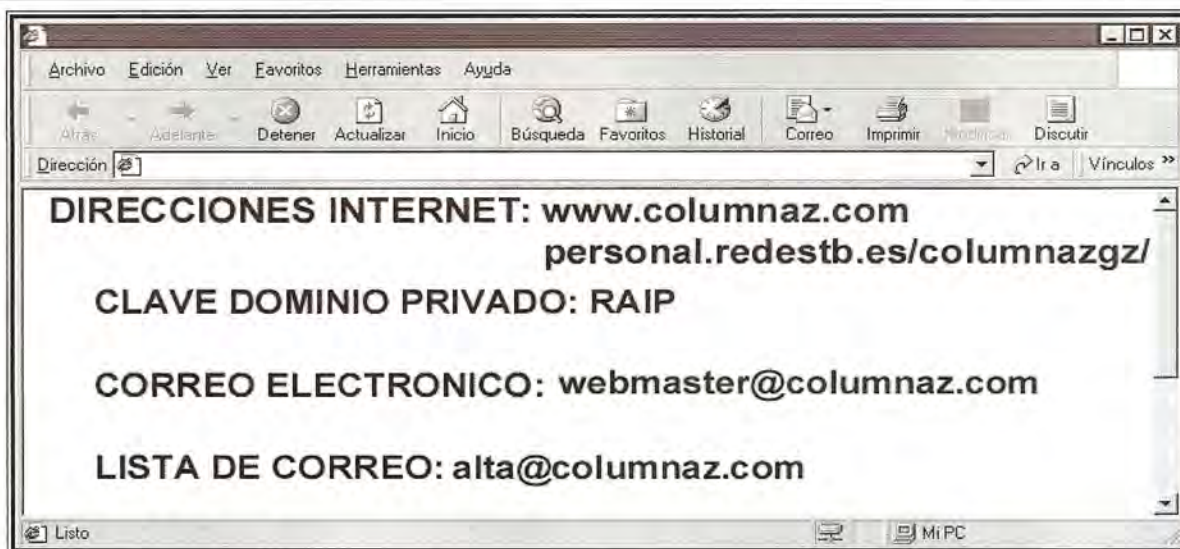 Archivo Edición Ver Favoritos Herramientas Ayuda
Atrás Adelante Detener Actualizar Inicio Búsqueda Favoritos Historial Correo Imprimir Discutir
Dirección Ir a Vínculos »
DIRECCIONES INTERNET: www.columnaz.com
personal.redestb.es/columnazgz/
CLAVE DOMINIO PRIVADO: RAIP
CORREO ELECTRONICO: webmaster@columnaz.com
LISTA DE CORREO: alta@columnaz.com
Listo Mi PC